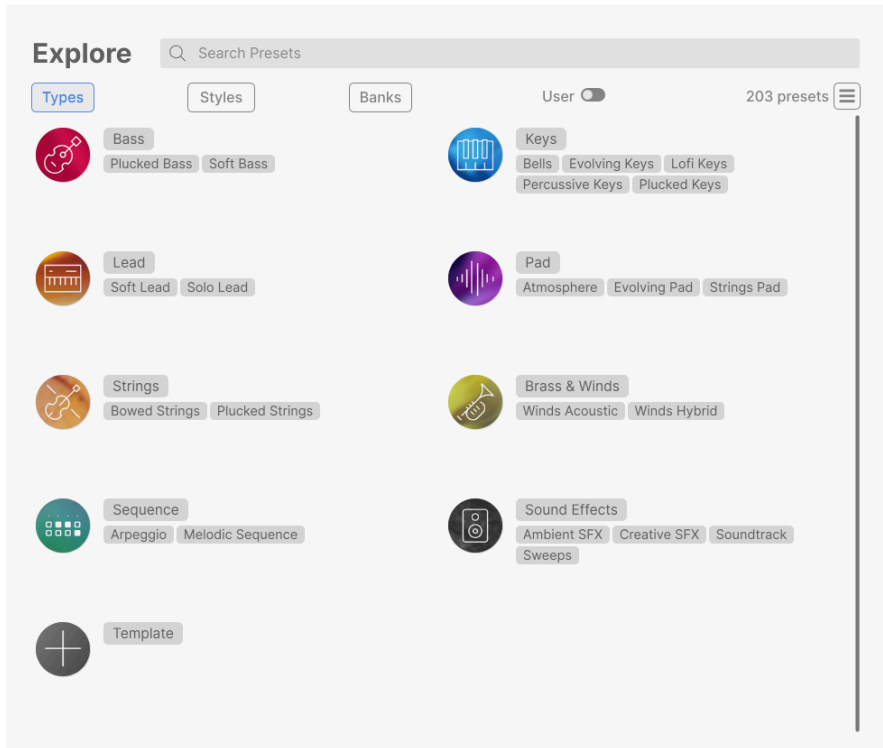 Explore
Search Presets
Types Styles Banks User 203 presets
Bass
Plucked Bass Soft Bass
Keys
Bells Evolving Keys Lofi Keys
Percussive Keys Plucked Keys
Lead
Soft Lead Solo Lead
Pad
Atmosphere Evolving Pad Strings Pad
Strings
Bowed Strings Plucked Strings
Brass & Winds
Winds Acoustic Winds Hybrid
Sequence
Arpeggio Melodic Sequence
Sound Effects
Ambient SFX Creative SFX Soundtrack
Sweeps
Template